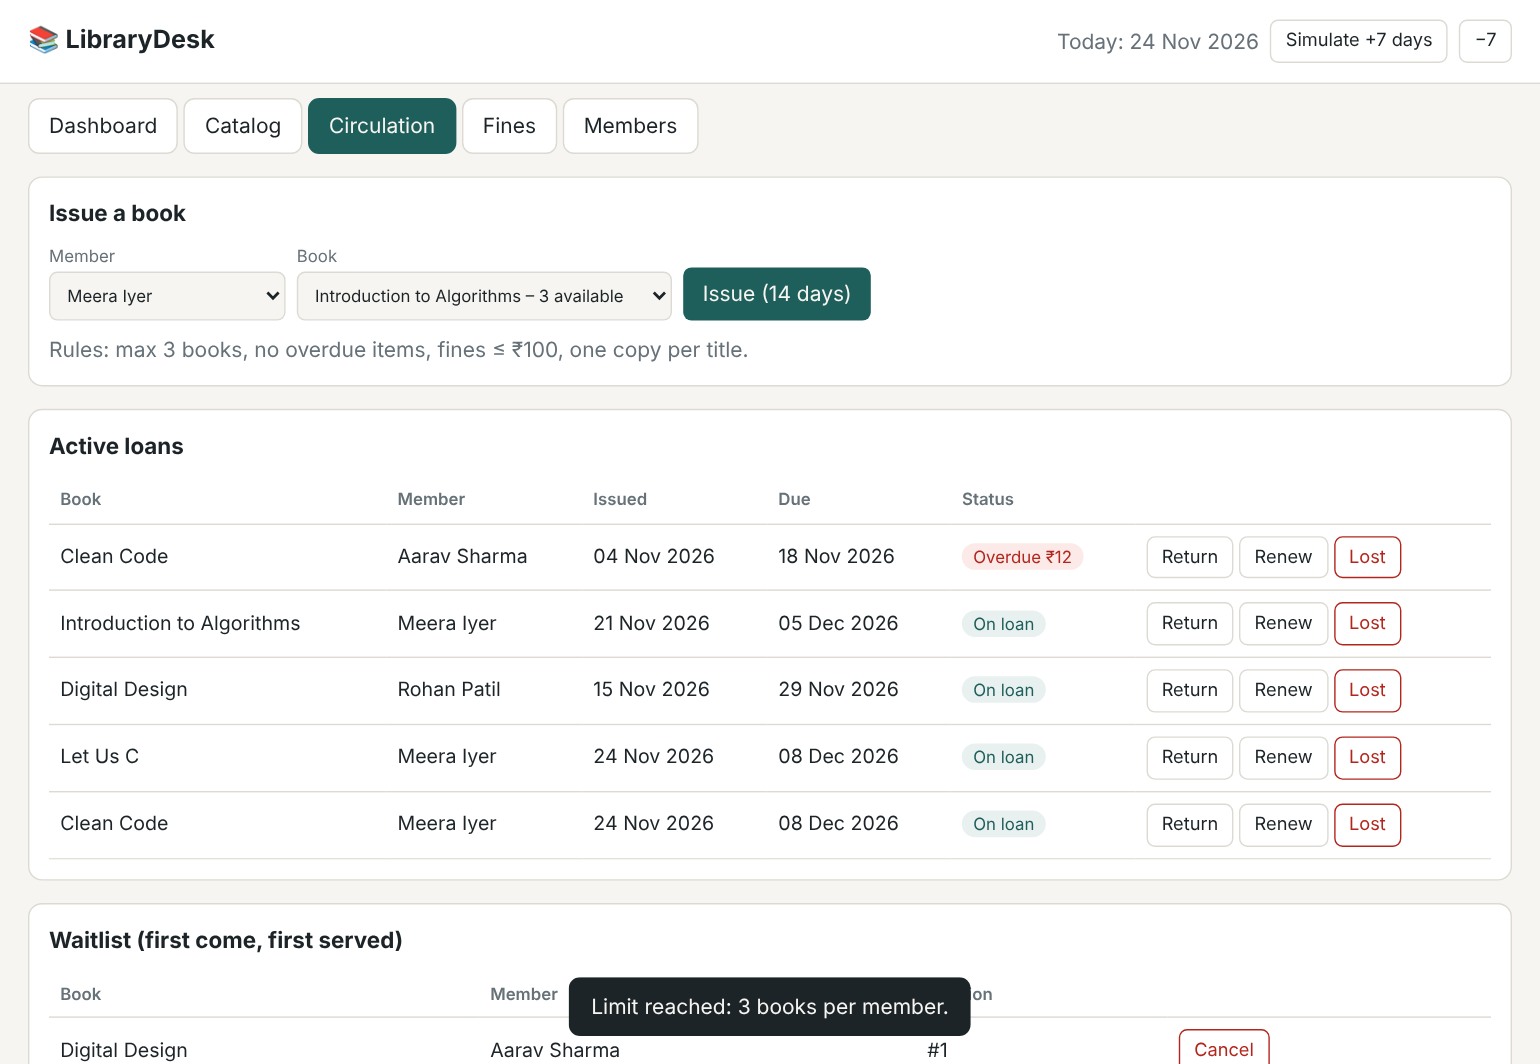 LibraryDesk
Today: 24 Nov 2026 Simulate +7 days −7
Dashboard Catalog Circulation Fines Members
Issue a book
Member Book
Meera Iyer Introduction to Algorithms – 3 available Issue (14 days)
Rules: max 3 books, no overdue items, fines ≤ ₹100, one copy per title.
Active loans
Book Member Issued Due Status
Clean Code Aarav Sharma 04 Nov 2026 18 Nov 2026 Overdue ₹12 Return Renew Lost
Introduction to Algorithms Meera Iyer 21 Nov 2026 05 Dec 2026 On loan Return Renew Lost
Digital Design Rohan Patil 15 Nov 2026 29 Nov 2026 On loan Return Renew Lost
Let Us C Meera Iyer 24 Nov 2026 08 Dec 2026 On loan Return Renew Lost
Clean Code Meera Iyer 24 Nov 2026 08 Dec 2026 On loan Return Renew Lost
Waitlist (first come, first served)
Book Member
Limit reached: 3 books per member.
Digital Design Aarav Sharma #1 Cancel